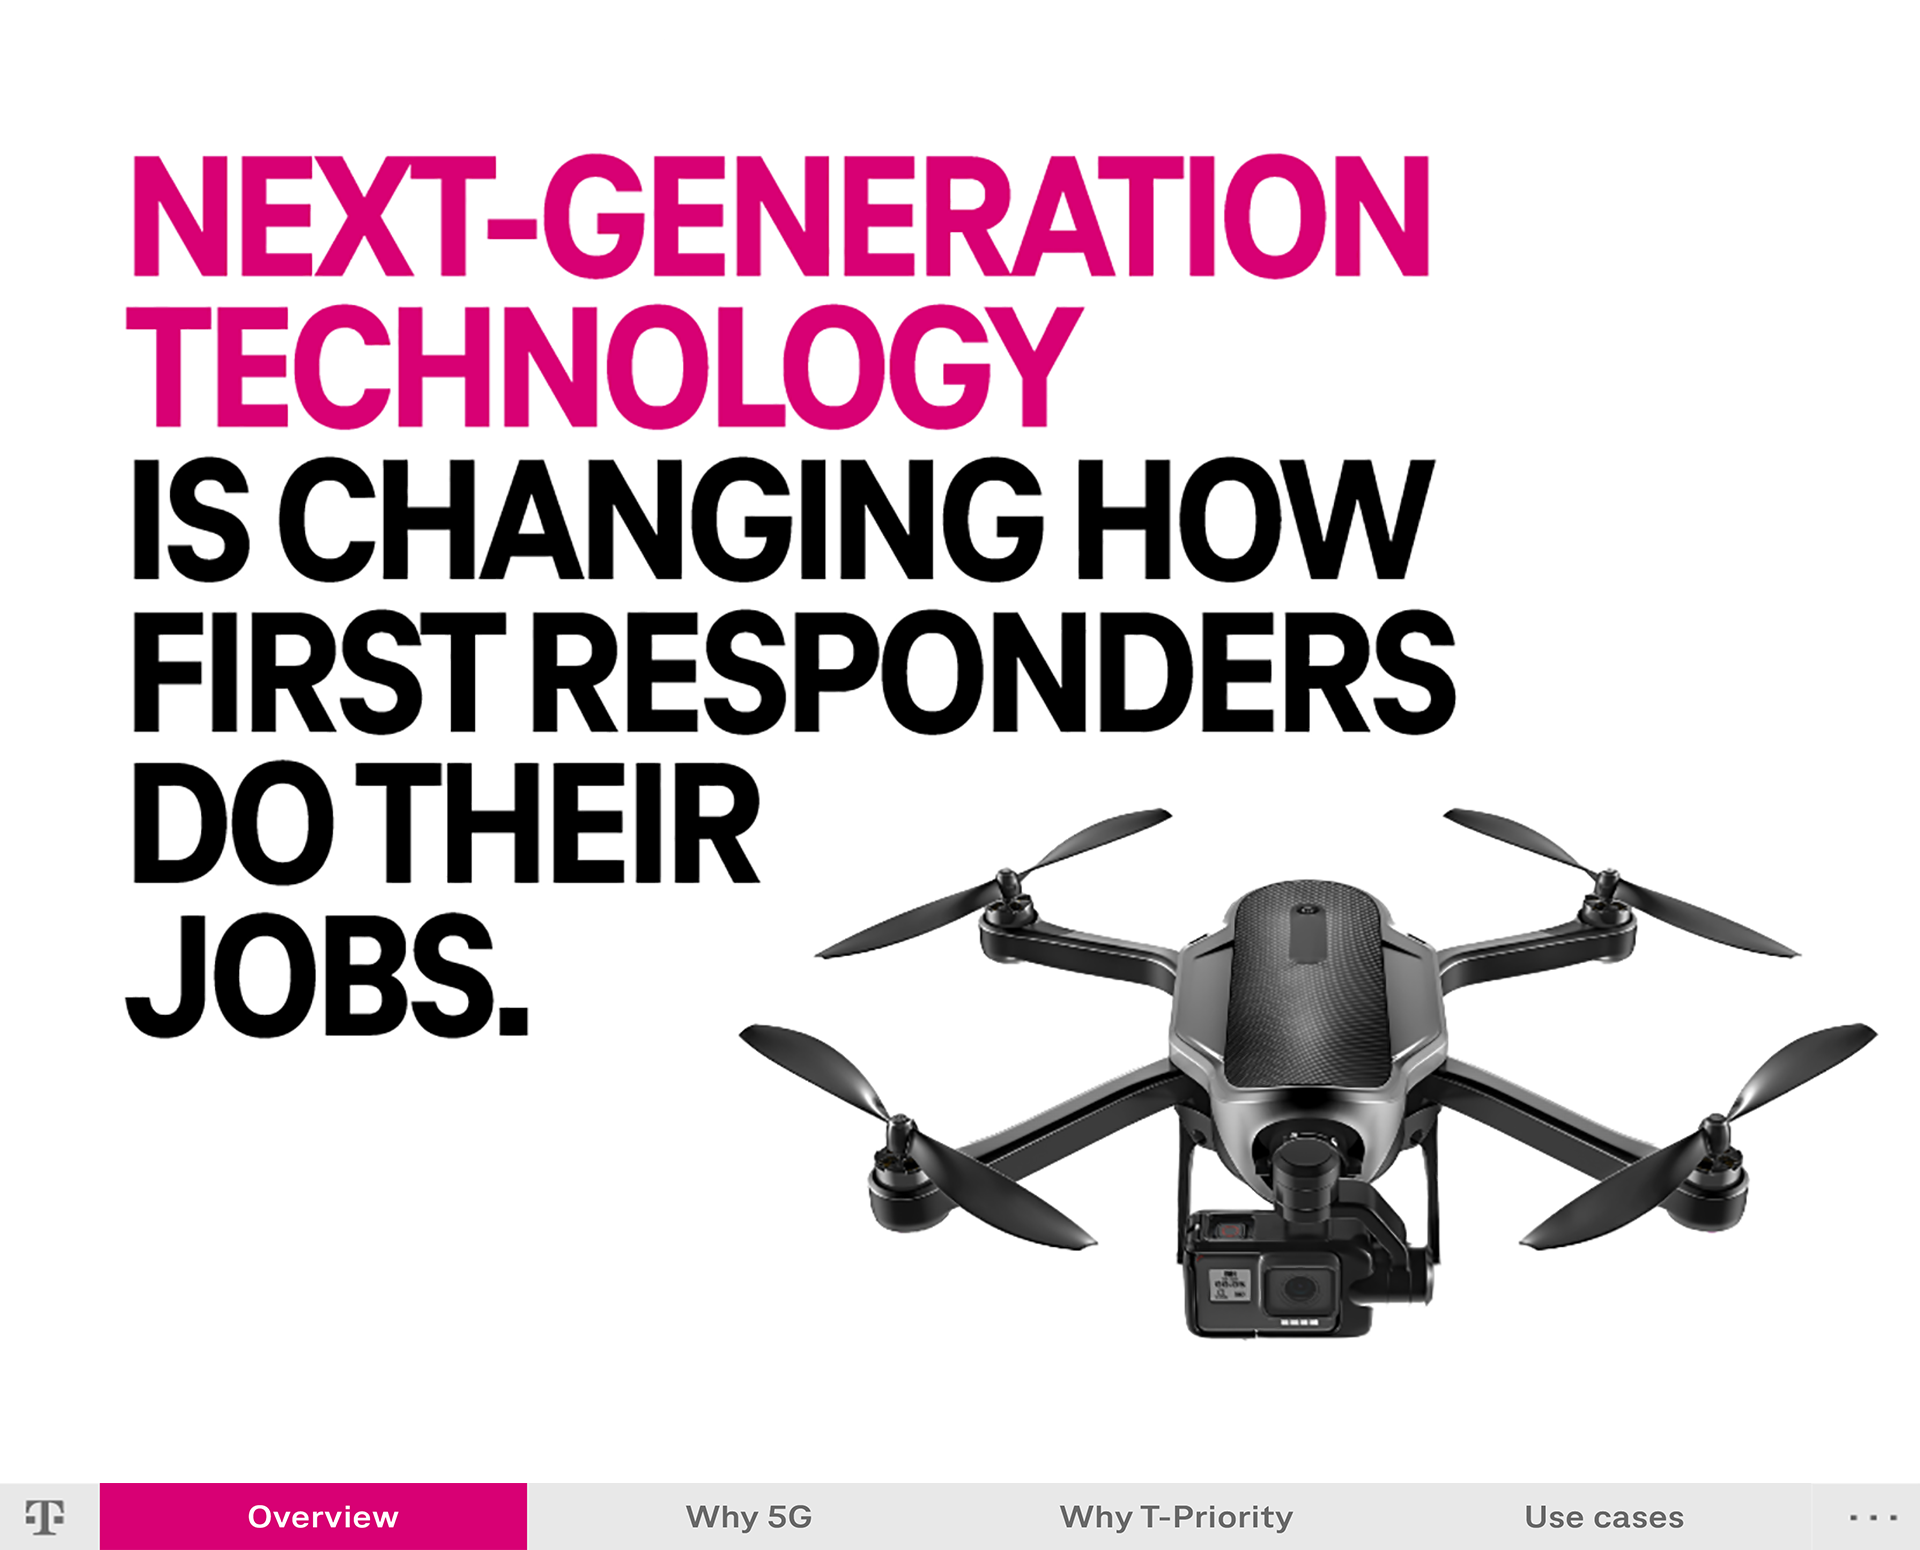 NEXT-GENERATION
TECHNOLOGY
IS CHANGING HOW
FIRST RESPONDERS
DO THEIR
JOBS.
T Overview Why 5G Why T-Priority Use cases ...